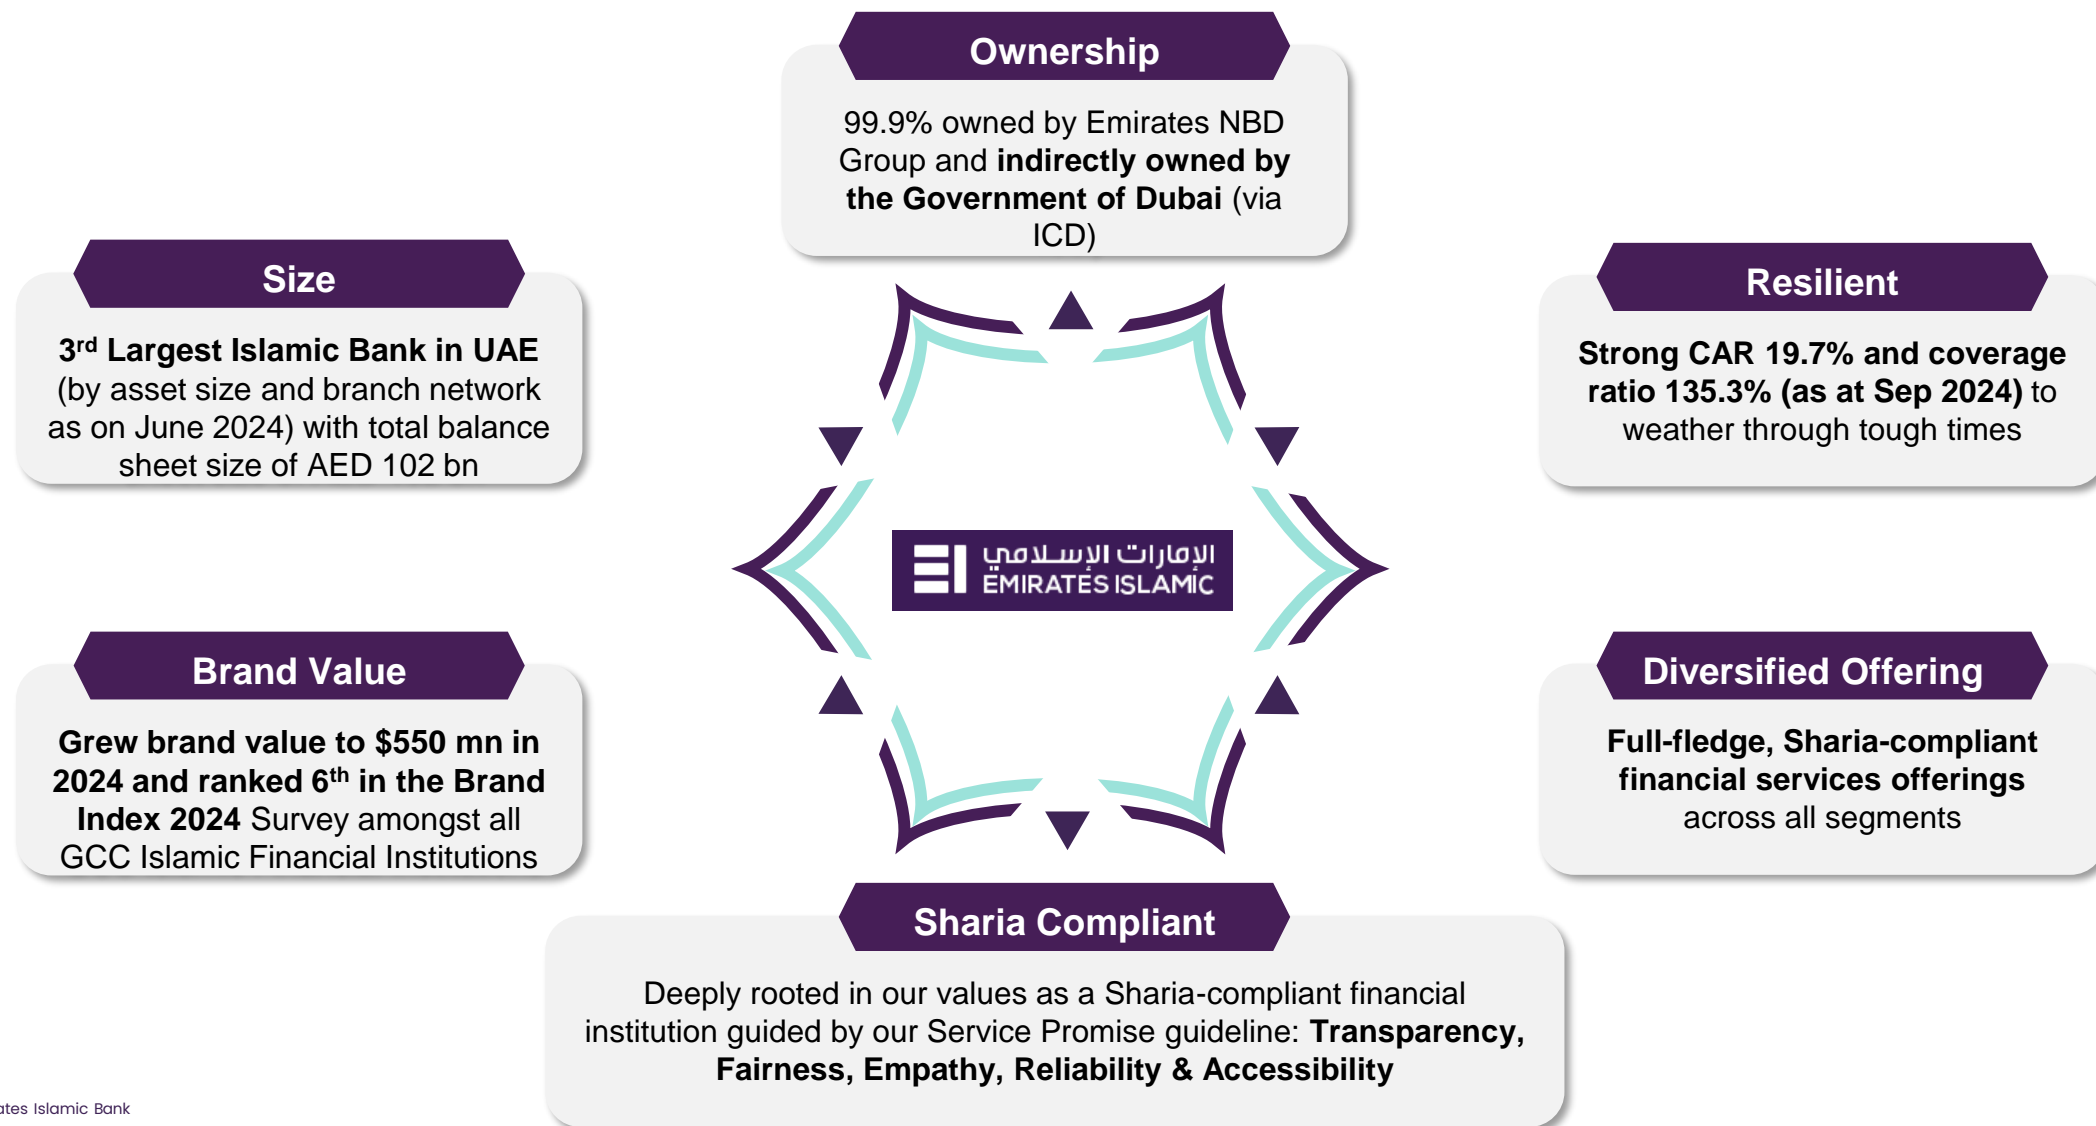 Ownership
99.9% owned by Emirates NBD
Group and indirectly owned by
the Government of Dubai (via
ICD)
Size
3rd Largest Islamic Bank in UAE
(by asset size and branch network
as on June 2024) with total balance
sheet size of AED 102 bn
Resilient
Strong CAR 19.7% and coverage
ratio 135.3% (as at Sep 2024) to
weather through tough times
الإمارات الإسلامي
EMIRATES ISLAMIC
Brand Value
Grew brand value to $550 mn in
2024 and ranked 6th in the Brand
Index 2024 Survey amongst all
GCC Islamic Financial Institutions
Diversified Offering
Full-fledge, Sharia-compliant
financial services offerings
across all segments
Sharia Compliant
Deeply rooted in our values as a Sharia-compliant financial
institution guided by our Service Promise guideline: Transparency,
Fairness, Empathy, Reliability & Accessibility
ates Islamic Bank